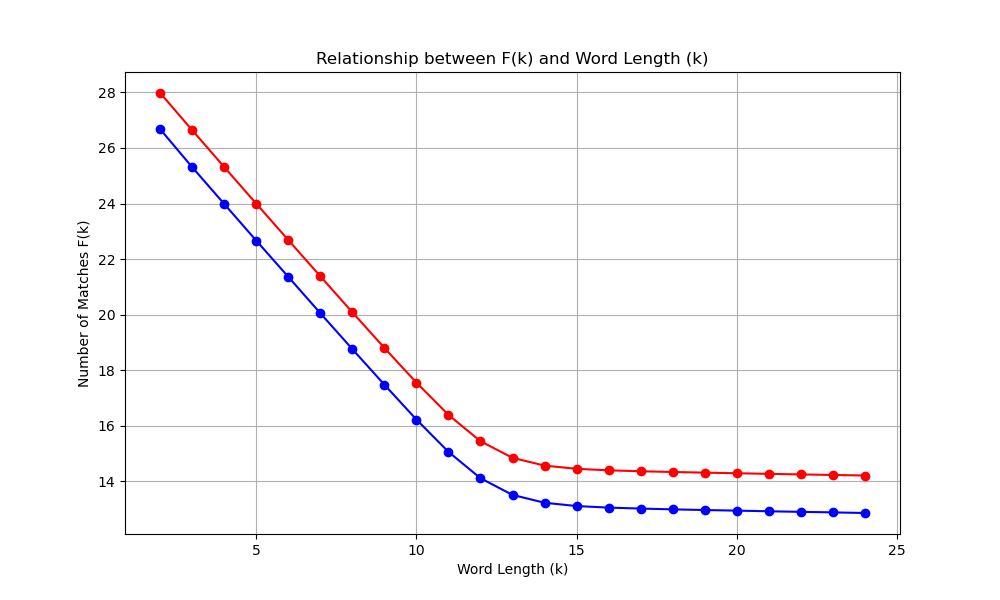 Relationship between F(k) and Word Length (k)
Number of Matches F(k)
28
26
24
22
20
18
16
14
5 10 15 20 25
Word Length (k)